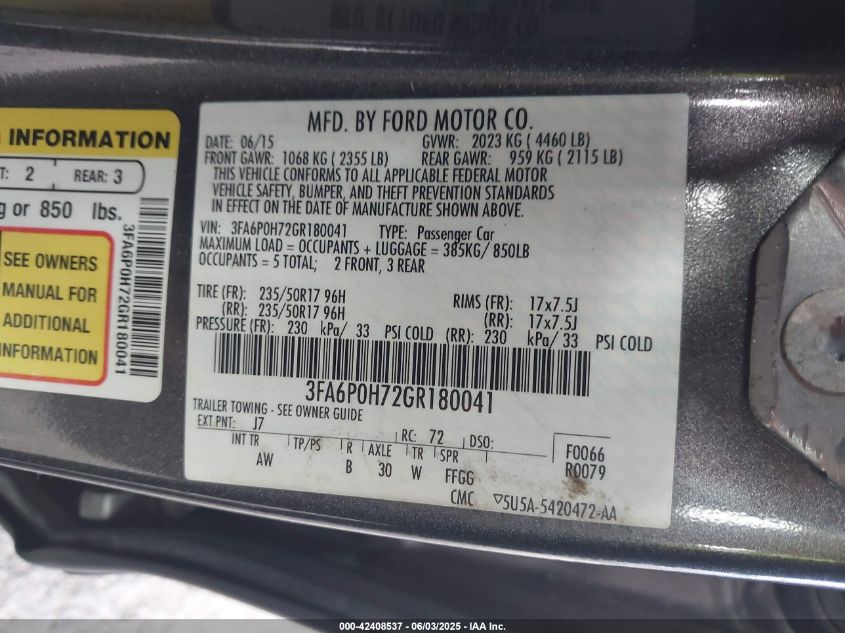 MFD. BY FORD MOTOR CO.
DATE: 06/15 GVWR: 2023 KG ( 4460 LB)
FRONT GAWR: 1068 KG ( 2355 LB) REAR GAWR: 959 KG ( 2115 LB)
THIS VEHICLE CONFORMS TO ALL APPLICABLE FEDERAL MOTOR
VEHICLE SAFETY, BUMPER, AND THEFT PREVENTION STANDARDS
IN EFFECT ON THE DATE OF MANUFACTURE SHOWN ABOVE.
VIN: 3FA6P0H72GR180041 TYPE: Passenger Car
MAXIMUM LOAD = OCCUPANTS + LUGGAGE = 385KG/ 850LB
OCCUPANTS = 5 TOTAL; 2 FRONT, 3 REAR
TIRE (FR): 235/50R17 96H RIMS (FR): 17x7.5J
(RR): 235/50R17 96H (RR): 17x7.5J
PRESSURE (FR): 230 kPa/ 33 PSI COLD (RR): 230 kPa/33 PSI COLD
3FA6P0H72GR180041
TRAILER TOWING - SEE OWNER GUIDE
EXT PNT: J7 RC: 72 DSO: F0066
INT TR TP/PS R AXLE TR SPR R0079
AW B 30 W FFGG
CMC ▽5U5A-5420472-AA
INFORMATION
2 REAR: 3
or 850 lbs.
SEE OWNERS
MANUAL FOR
ADDITIONAL
INFORMATION
3FA6P0H72GR180041
000-42408537 - 06/03/2025 - IAA Inc.